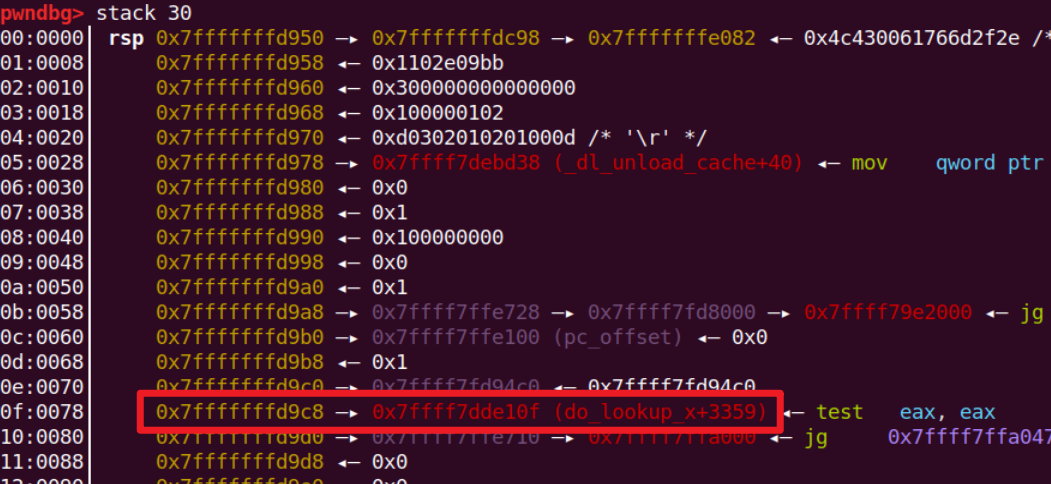 pwndbg> stack 30
00:0000│ rsp 0x7fffffffd950 —▸ 0x7fffffffdc98 —▸ 0x7fffffffe082 ◂— 0x4c430061766d2f2e /*
01:0008│ 0x7fffffffd958 ◂— 0x1102e09bb
02:0010│ 0x7fffffffd960 ◂— 0x300000000000000
03:0018│ 0x7fffffffd968 ◂— 0x100000102
04:0020│ 0x7fffffffd970 ◂— 0xd0302010201000d /* '\r' */
05:0028│ 0x7fffffffd978 —▸ 0x7ffff7debd38 (_dl_unload_cache+40) ◂— mov qword ptr
06:0030│ 0x7fffffffd980 ◂— 0x0
07:0038│ 0x7fffffffd988 ◂— 0x1
08:0040│ 0x7fffffffd990 ◂— 0x100000000
09:0048│ 0x7fffffffd998 ◂— 0x0
0a:0050│ 0x7fffffffd9a0 ◂— 0x1
0b:0058│ 0x7fffffffd9a8 —▸ 0x7ffff7ffe728 —▸ 0x7ffff7fd8000 —▸ 0x7ffff79e2000 ◂— jg
0c:0060│ 0x7fffffffd9b0 —▸ 0x7ffff7ffe100 (pc_offset) ◂— 0x0
0d:0068│ 0x7fffffffd9b8 ◂— 0x1
0e:0070│ 0x7fffffffd9c0 —▸ 0x7ffff7fd94c0 ◂— 0x7ffff7fd94c0
0f:0078│ 0x7fffffffd9c8 —▸ 0x7ffff7dde10f (do_lookup_x+3359) ◂— test eax, eax
10:0080│ 0x7fffffffd9d0 —▸ 0x7ffff7ffe710 —▸ 0x7ffff7ffa000 ◂— jg 0x7ffff7ffa047
11:0088│ 0x7fffffffd9d8 ◂— 0x0